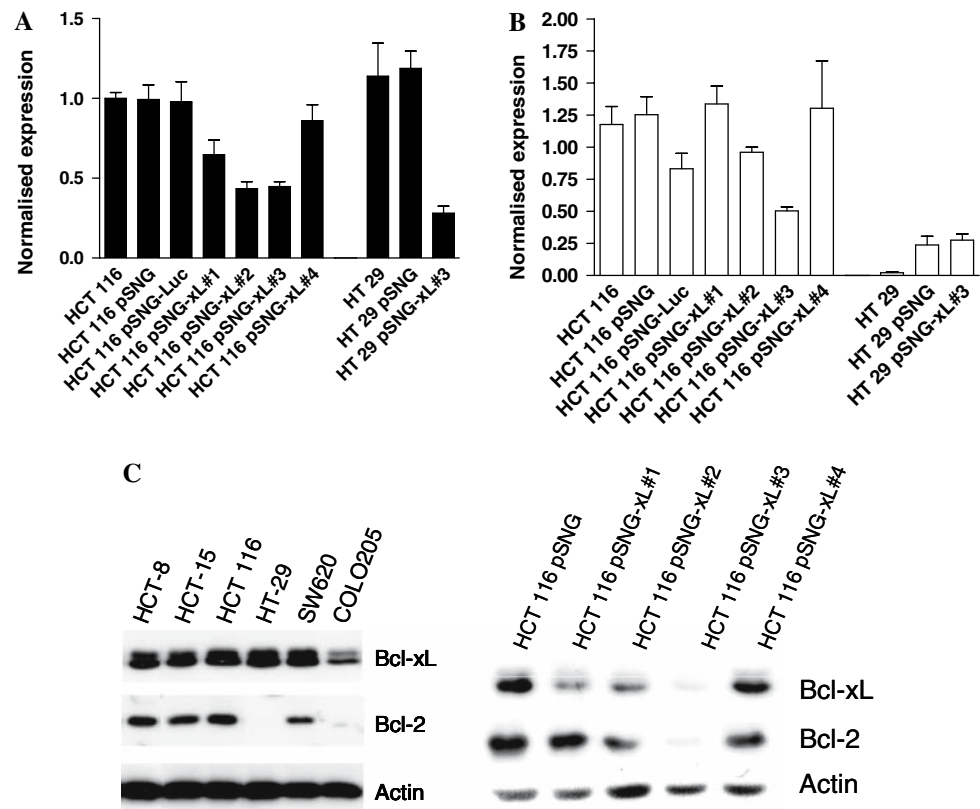 A
Normalised expression
1.5
1.0
0.5
0.0
HCT 116
HCT 116 pSNG
HCT 116 pSNG-Luc
HCT 116 pSNG-xL#1
HCT 116 pSNG-xL#2
HCT 116 pSNG-xL#3
HCT 116 pSNG-xL#4
HT 29
HT 29 pSNG
HT 29 pSNG-xL#3
B
Normalised expression
2.00
1.75
1.50
1.25
1.00
0.75
0.50
0.25
0.00
HCT 116
HCT 116 pSNG
HCT 116 pSNG-Luc
HCT 116 pSNG-xL#1
HCT 116 pSNG-xL#2
HCT 116 pSNG-xL#3
HCT 116 pSNG-xL#4
HT 29
HT 29 pSNG
HT 29 pSNG-xL#3
C
HCT-8
HCT-15
HCT 116
HT-29
SW620
COLO205
Bcl-xL
Bcl-2
Actin
HCT 116 pSNG
HCT 116 pSNG-xL#1
HCT 116 pSNG-xL#2
HCT 116 pSNG-xL#3
HCT 116 pSNG-xL#4
Bcl-xL
Bcl-2
Actin